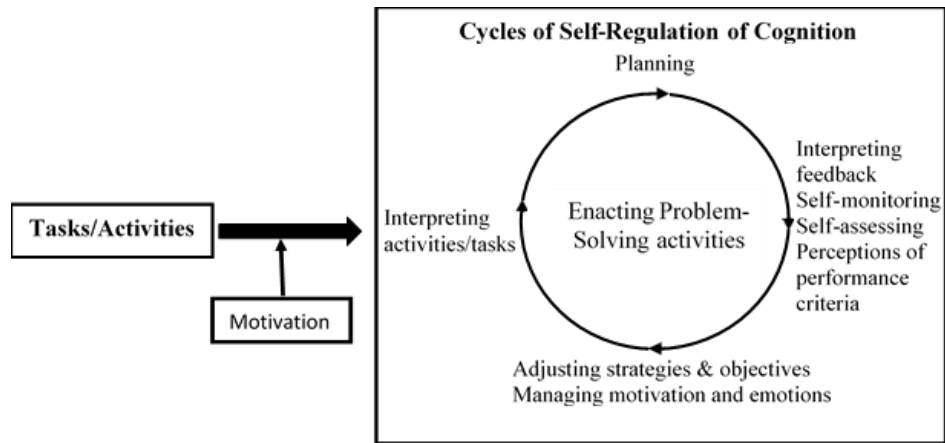 Cycles of Self-Regulation of Cognition
Planning
Tasks/Activities
Motivation
Interpreting
activities/tasks
Enacting Problem-
Solving activities
Interpreting
feedback
Self-monitoring
Self-assessing
Perceptions of
performance
criteria
Adjusting strategies & objectives
Managing motivation and emotions